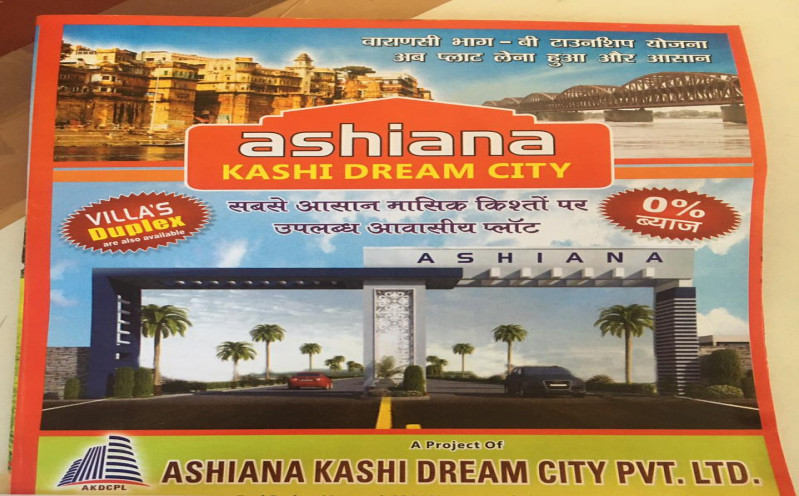 वाराणसी भाग - बी टाउनशिप योजना
अब प्लाट लेना हुआ और आसान
ashiana
KASHI DREAM CITY
VILLA'S
Duplex
are also available
सबसे आसान मासिक किश्तों पर
उपलब्ध आवासीय प्लॉट
0%
ब्याज
ASHIANA
A Project Of
AKDCPL
ASHIANA KASHI DREAM CITY PVT. LTD.